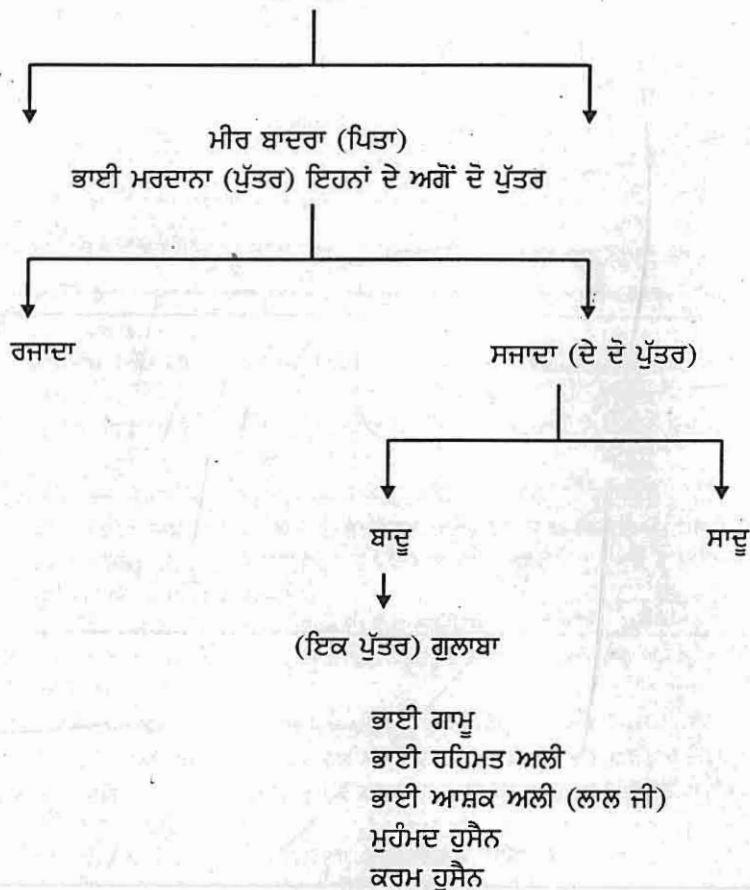 ਮੀਰ ਬਾਦਰਾ (ਪਿਤਾ)
ਭਾਈ ਮਰਦਾਨਾ (ਪੁੱਤਰ) ਇਹਨਾਂ ਦੇ ਅਗੋਂ ਦੋ ਪੁੱਤਰ
ਰਜਾਦਾ ਸਜਾਦਾ (ਦੇ ਦੋ ਪੁੱਤਰ)
ਬਾਦੂ ਸਾਦੂ
(ਇਕ ਪੁੱਤਰ) ਗੁਲਾਬਾ
ਭਾਈ ਗਾਮੂ
ਭਾਈ ਰਹਿਮਤ ਅਲੀ
ਭਾਈ ਆਸ਼ਕ ਅਲੀ (ਲਾਲ ਜੀ)
ਮੁਹੰਮਦ ਹੁਸੈਨ
ਕਰਮ ਹੁਸੈਨ